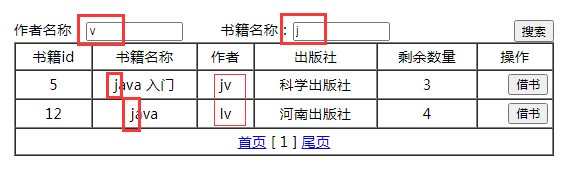 作者名称 : v 书籍名称 : j 搜索
书籍id 书籍名称 作者 出版社 剩余数量 操作
5 java 入门 jv 科学出版社 3 借书
12 java lv 河南出版社 4 借书
首页 [ 1 ] 尾页